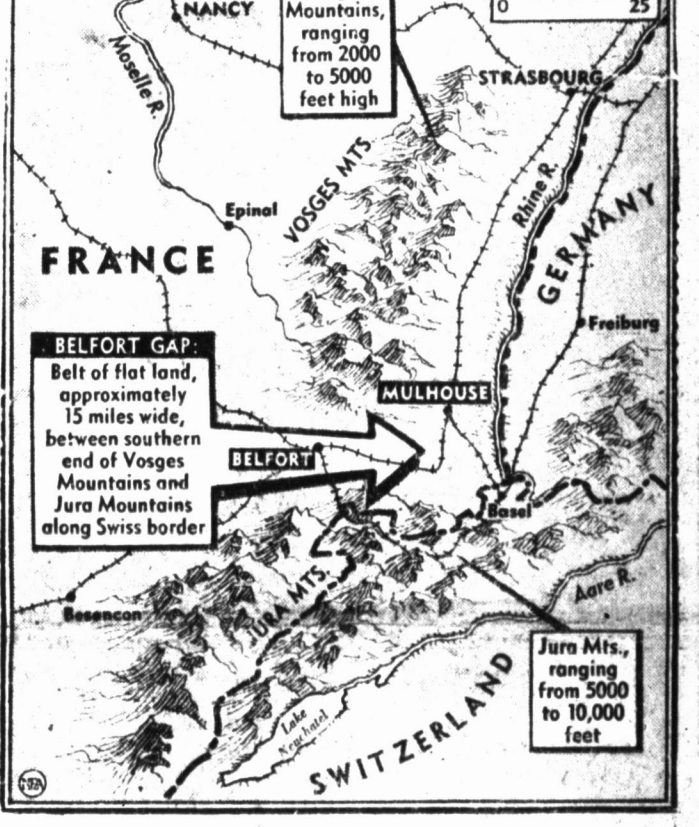 NANCY
Mountains,
ranging
from 2000
to 5000
feet high
0 25
Moselle R.
STRASBOURG
VOSGES MTS
Rhine R.
GERMANY
Epinal
FRANCE
Freiburg
BELFORT GAP:
Belt of flat land,
approximately
15 miles wide,
between southern
end of Vosges
Mountains and
Jura Mountains
along Swiss border
MULHOUSE
BELFORT
Basel
Besancon
JURA MTS.
Aare R.
Jura Mts.,
ranging
from 5000
to 10,000
feet
Lake
Neuchatel
SWITZERLAND